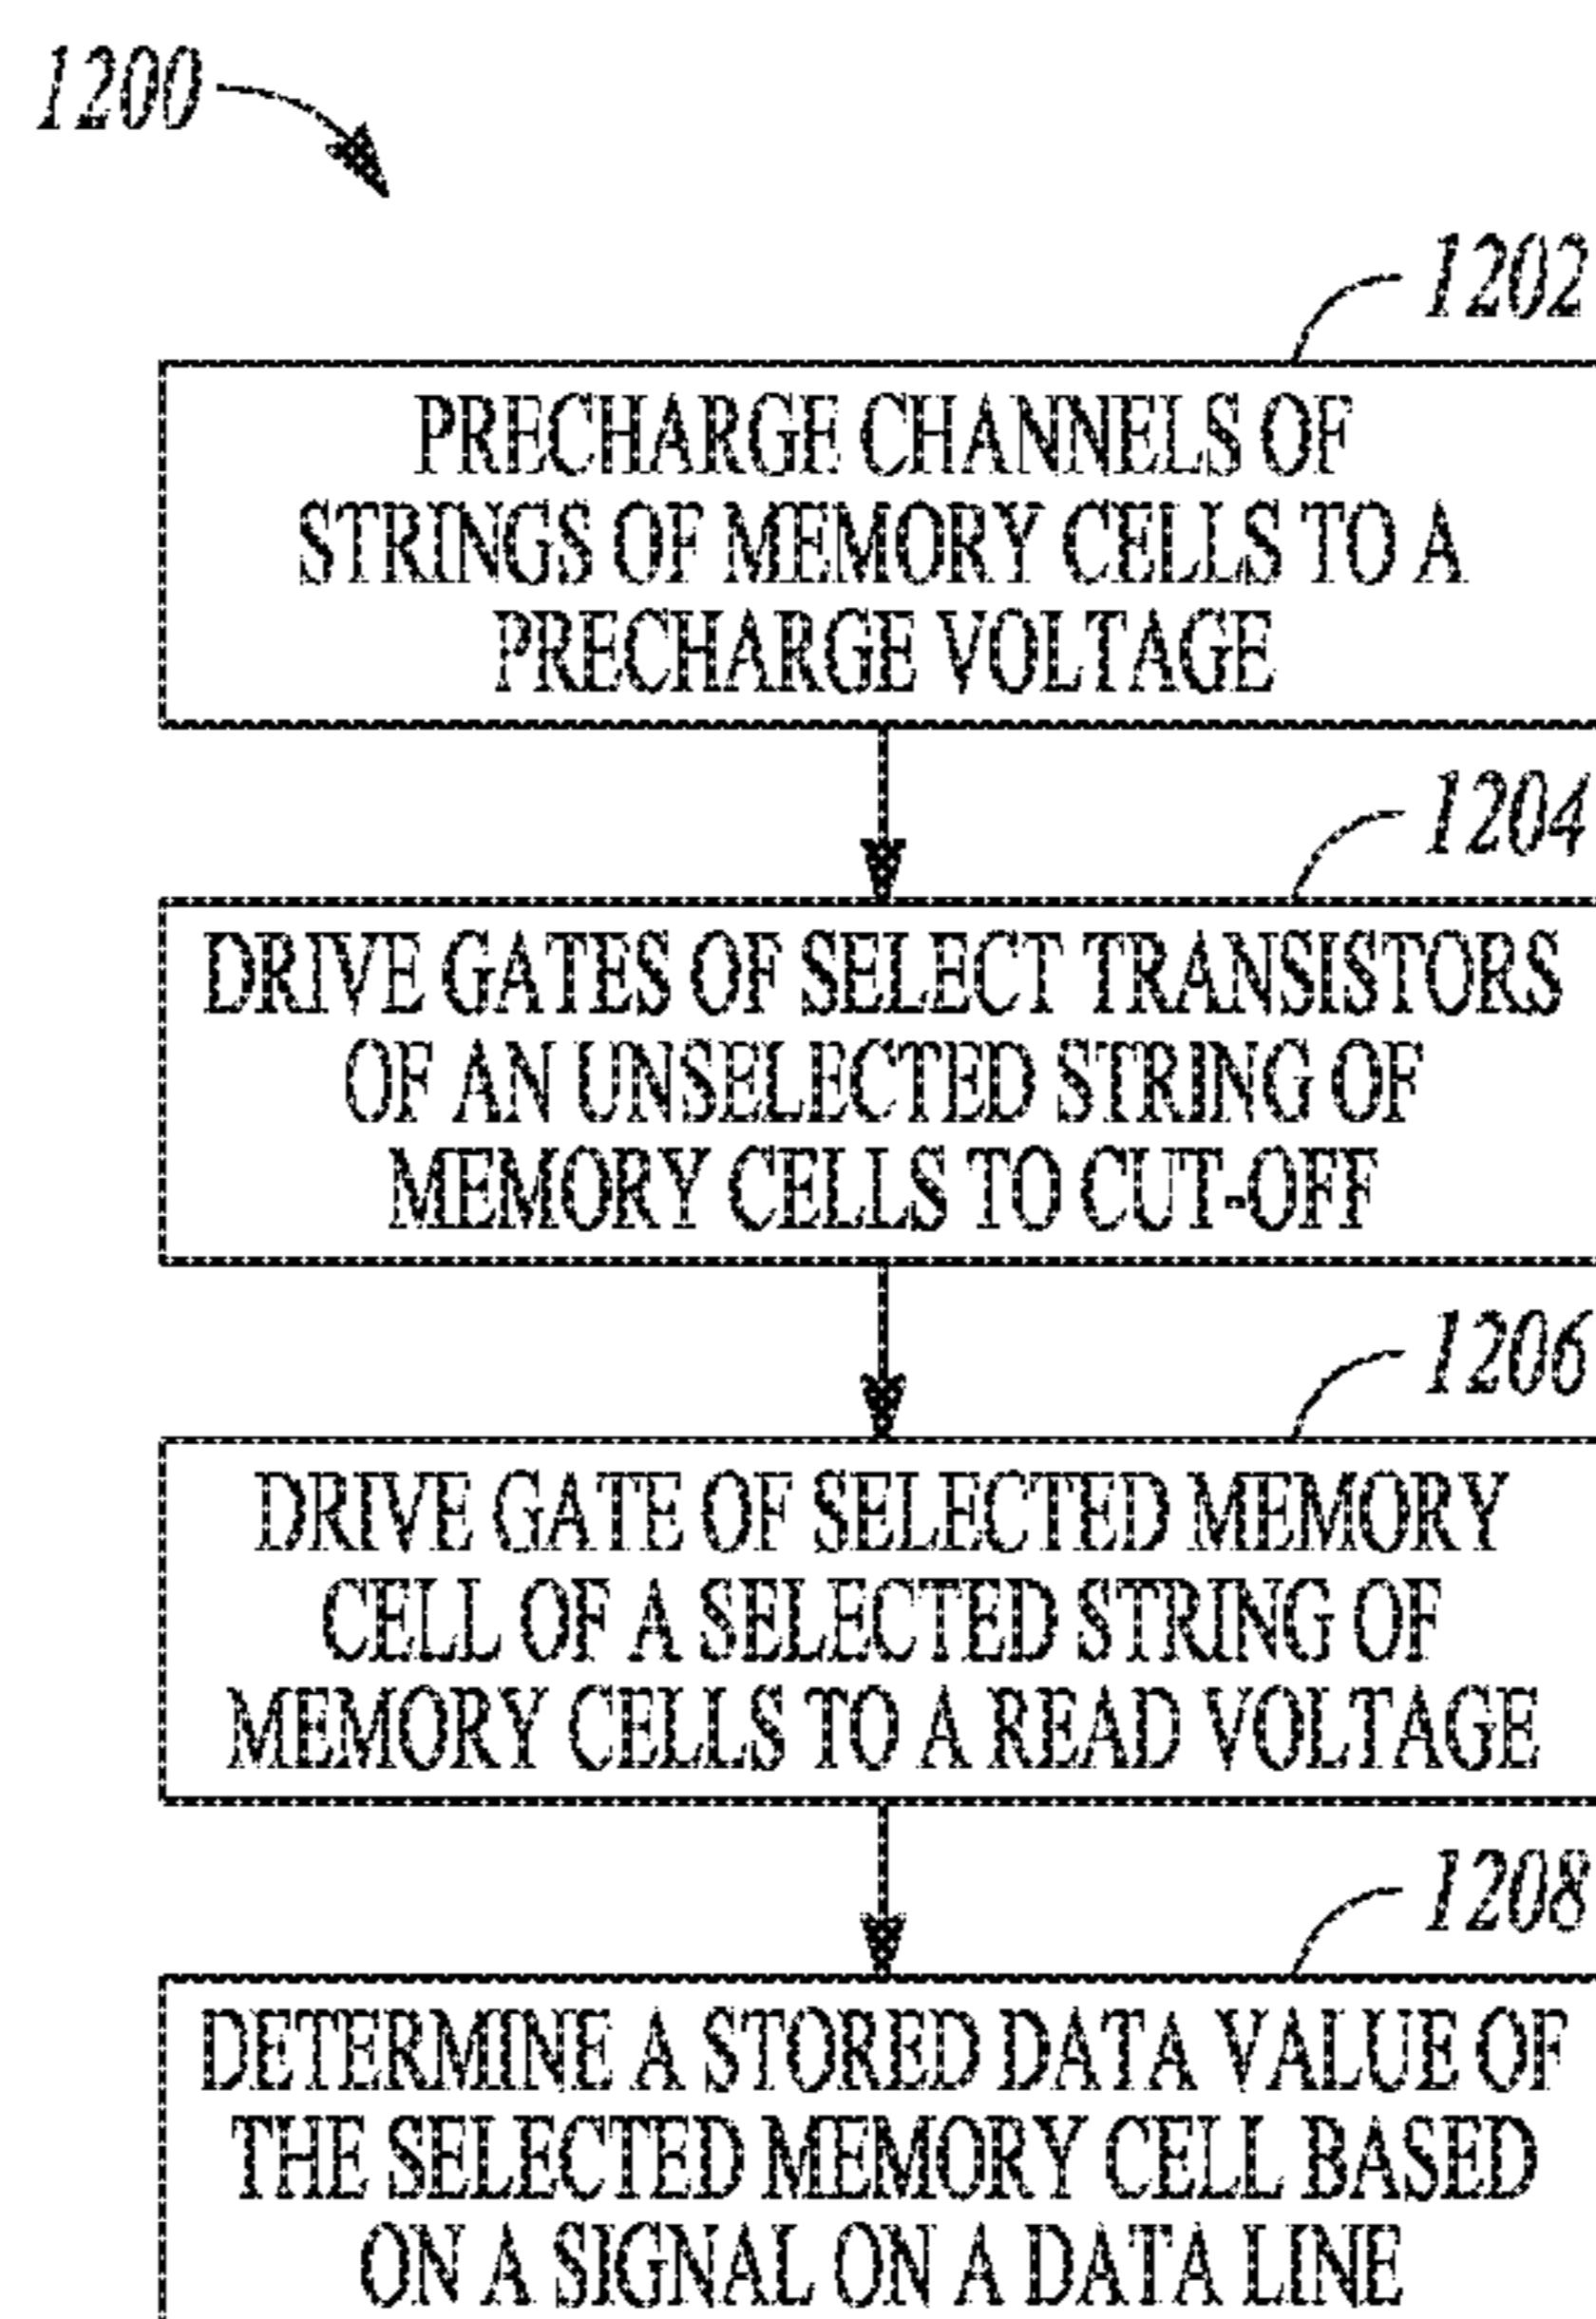 1200
1202
PRECHARGE CHANNELS OF
STRINGS OF MEMORY CELLS TO A
PRECHARGE VOLTAGE
1204
DRIVE GATES OF SELECT TRANSISTORS
OF AN UNSELECTED STRING OF
MEMORY CELLS TO CUT-OFF
1206
DRIVE GATE OF SELECTED MEMORY
CELL OF A SELECTED STRING OF
MEMORY CELLS TO A READ VOLTAGE
1208
DETERMINE A STORED DATA VALUE OF
THE SELECTED MEMORY CELL BASED
ON A SIGNAL ON A DATA LINE